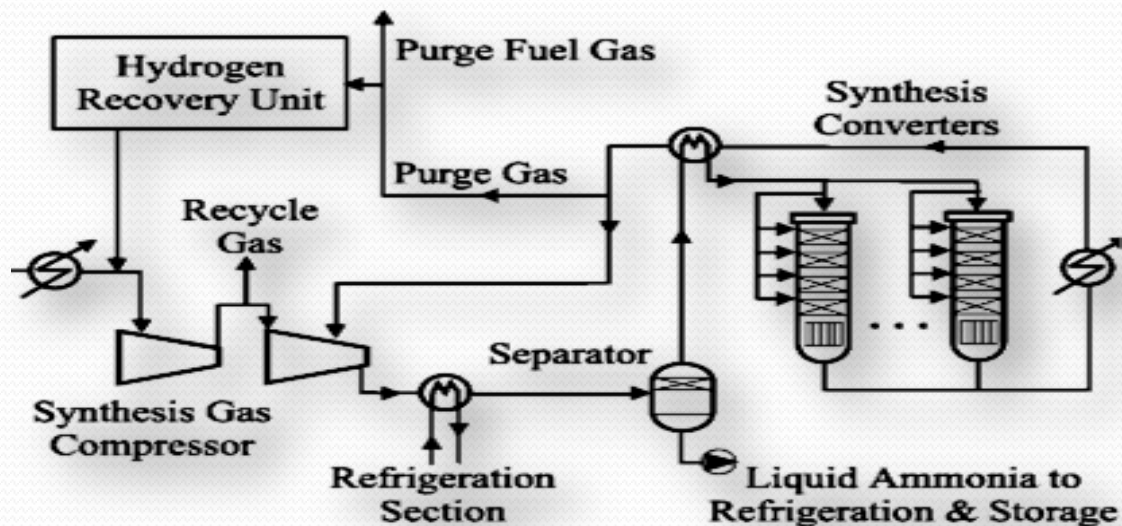 Hydrogen
Recovery Unit
Purge Fuel Gas
Synthesis
Converters
Purge Gas
Recycle
Gas
Separator
Synthesis Gas
Compressor
Refrigeration
Section
Liquid Ammonia to
Refrigeration & Storage